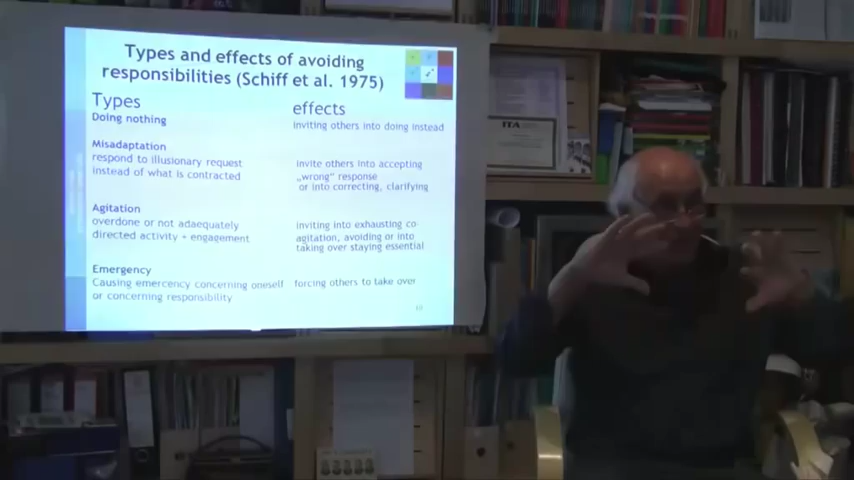 Types and effects of avoiding
responsibilities (Schiff et al. 1975)
Types
effects
Doing nothing
inviting others into doing instead
Misadaptation
respond to illusionary request
instead of what is contracted
invite others into accepting
„wrong“ response
or into correcting, clarifying
Agitation
overdone or not adaequately
directed activity + engagement
inviting into exhausting co
agitation, avoiding or into
taking over staying essential
Emergency
Causing emercency concerning oneself
or concerning responsibility
forcing others to take over
10
ITA